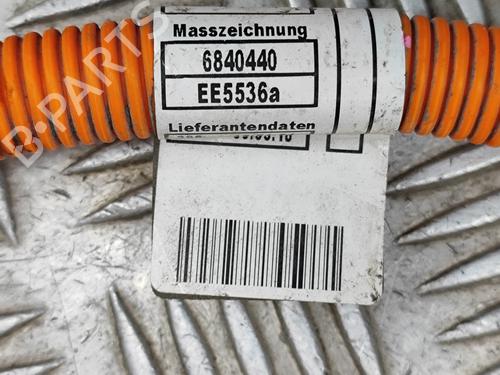 Masszeichnung
6840440
EE5536a
Lieferantendaten
B-PARTS